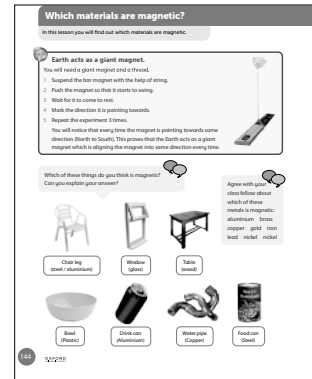 Which materials are magnetic?
In this lesson you will find out which materials are magnetic.
Earth acts as a giant magnet.
You will need a giant magnet and a thread.
1 Suspend the bar magnet with the help of string.
2 Push the magnet so that it starts to swing.
3 Wait for it to come to rest.
4 Mark the direction it is pointing towards.
5 Repeat the experiment 3 times.
You will notice that every time the magnet is pointing towards same
direction (North to South). This proves that the Earth acts as a giant
magnet which is aligning the magnet into same direction every time.
Which of these things do you think is magnetic?
Can you explain your answer?
Agree with your
class fellow about
which of these
metals is magnetic:
aluminium brass
copper gold iron
lead nickel nickel
Chair leg
(steel / aluminium)
Window
(glass)
Table
(wood)
Bowl
(Plastic)
Drink can
(Aluminium)
Water pipe
(Copper)
Food can
(Steel)
144
OXFORD